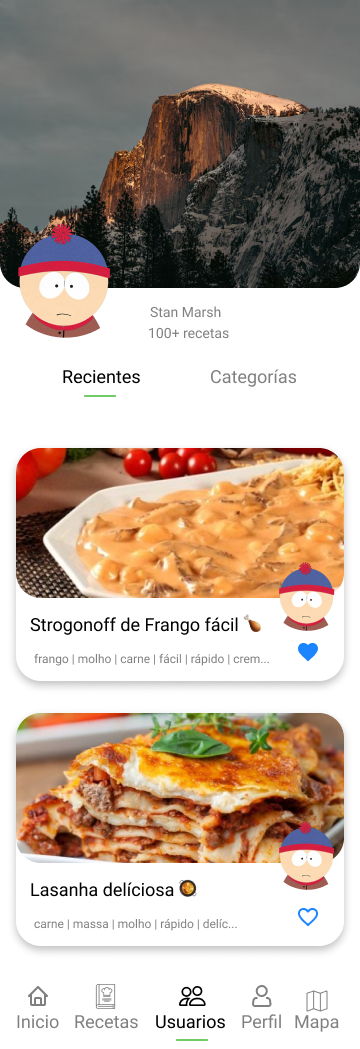 Stan Marsh
100+ recetas
Recientes Categorías
Strogonoff de Frango fácil 🍗
frango | molho | carne | fácil | rápido | crem...
Lasanha delíciosa 🥘
carne | massa | molho | rápido | delíc...
Inicio Recetas Usuarios Perfil Mapa